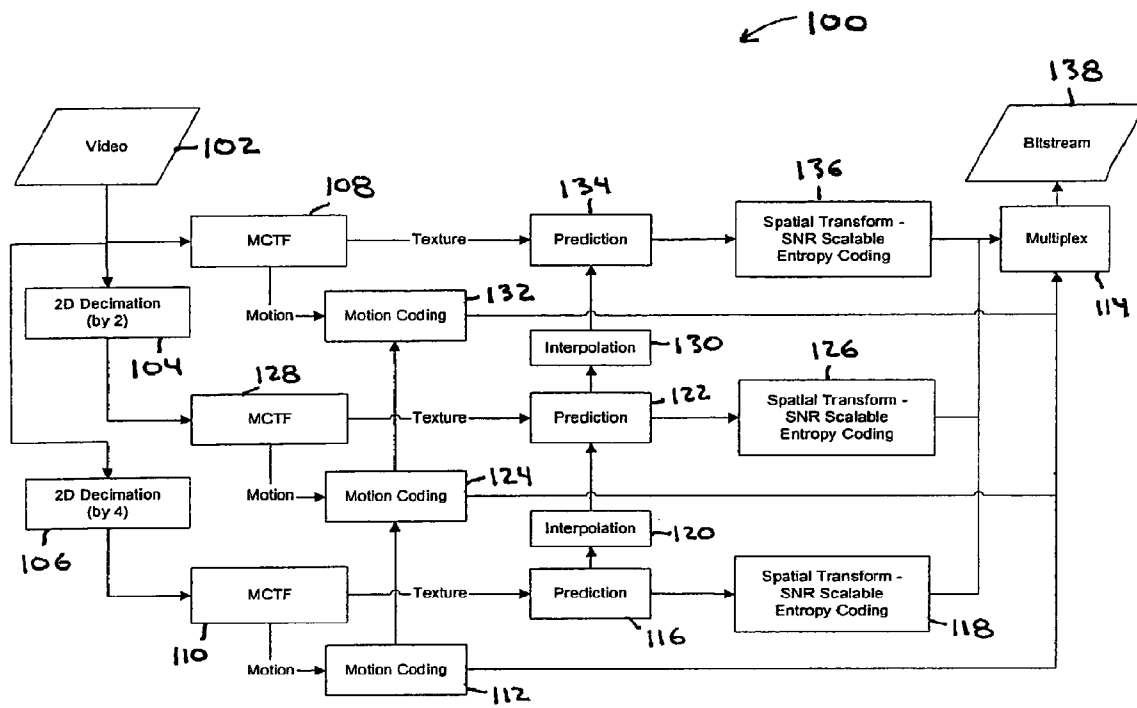 100
138
Video
102
Bitstream
108
134
136
MCTF
Texture
Prediction
Spatial Transform -
SNR Scalable
Entropy Coding
Multiplex
114
2D Decimation
(by 2)
104
Motion
Motion Coding
132
Interpolation
130
128
126
MCTF
Texture
Prediction
122
Spatial Transform -
SNR Scalable
Entropy Coding
2D Decimation
(by 4)
106
Motion
Motion Coding
124
Interpolation
120
MCTF
110
Texture
Prediction
116
Spatial Transform -
SNR Scalable
Entropy Coding
118
Motion
Motion Coding
112